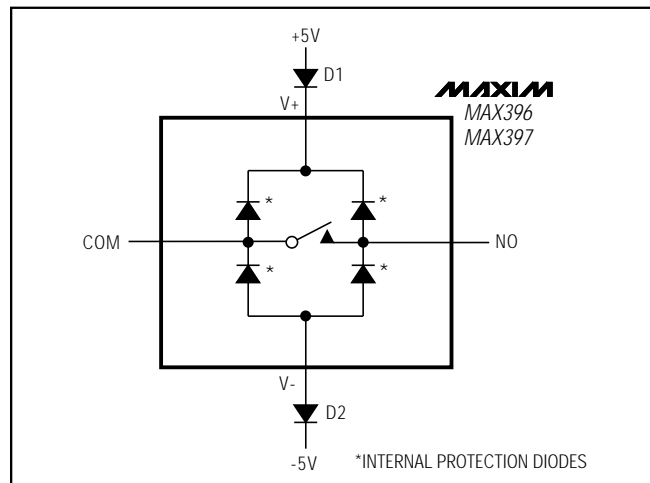 +5V
D1
MAXIM
V+
MAX396
MAX397
*
*
COM
NO
*
*
V-
D2
-5V
*INTERNAL PROTECTION DIODES